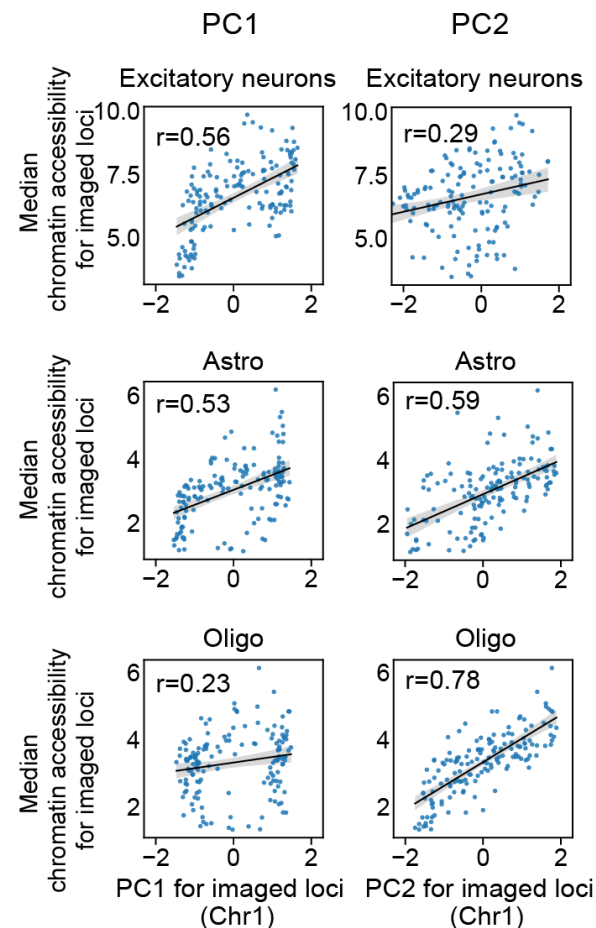 PC1
PC2
Excitatory neurons
Excitatory neurons
Median
chromatin accessibility
for imaged loci
10.0
7.5
5.0
r=0.56
−2 0 2
10.0
7.5
5.0
r=0.29
−2 0 2
Astro
Astro
Median
chromatin accessibility
for imaged loci
6
4
2
r=0.53
−2 0 2
6
4
2
r=0.59
−2 0 2
Oligo
Oligo
Median
chromatin accessibility
for imaged loci
6
4
2
r=0.23
−2 0 2
6
4
2
r=0.78
−2 0 2
PC1 for imaged loci
(Chr1)
PC2 for imaged loci
(Chr1)